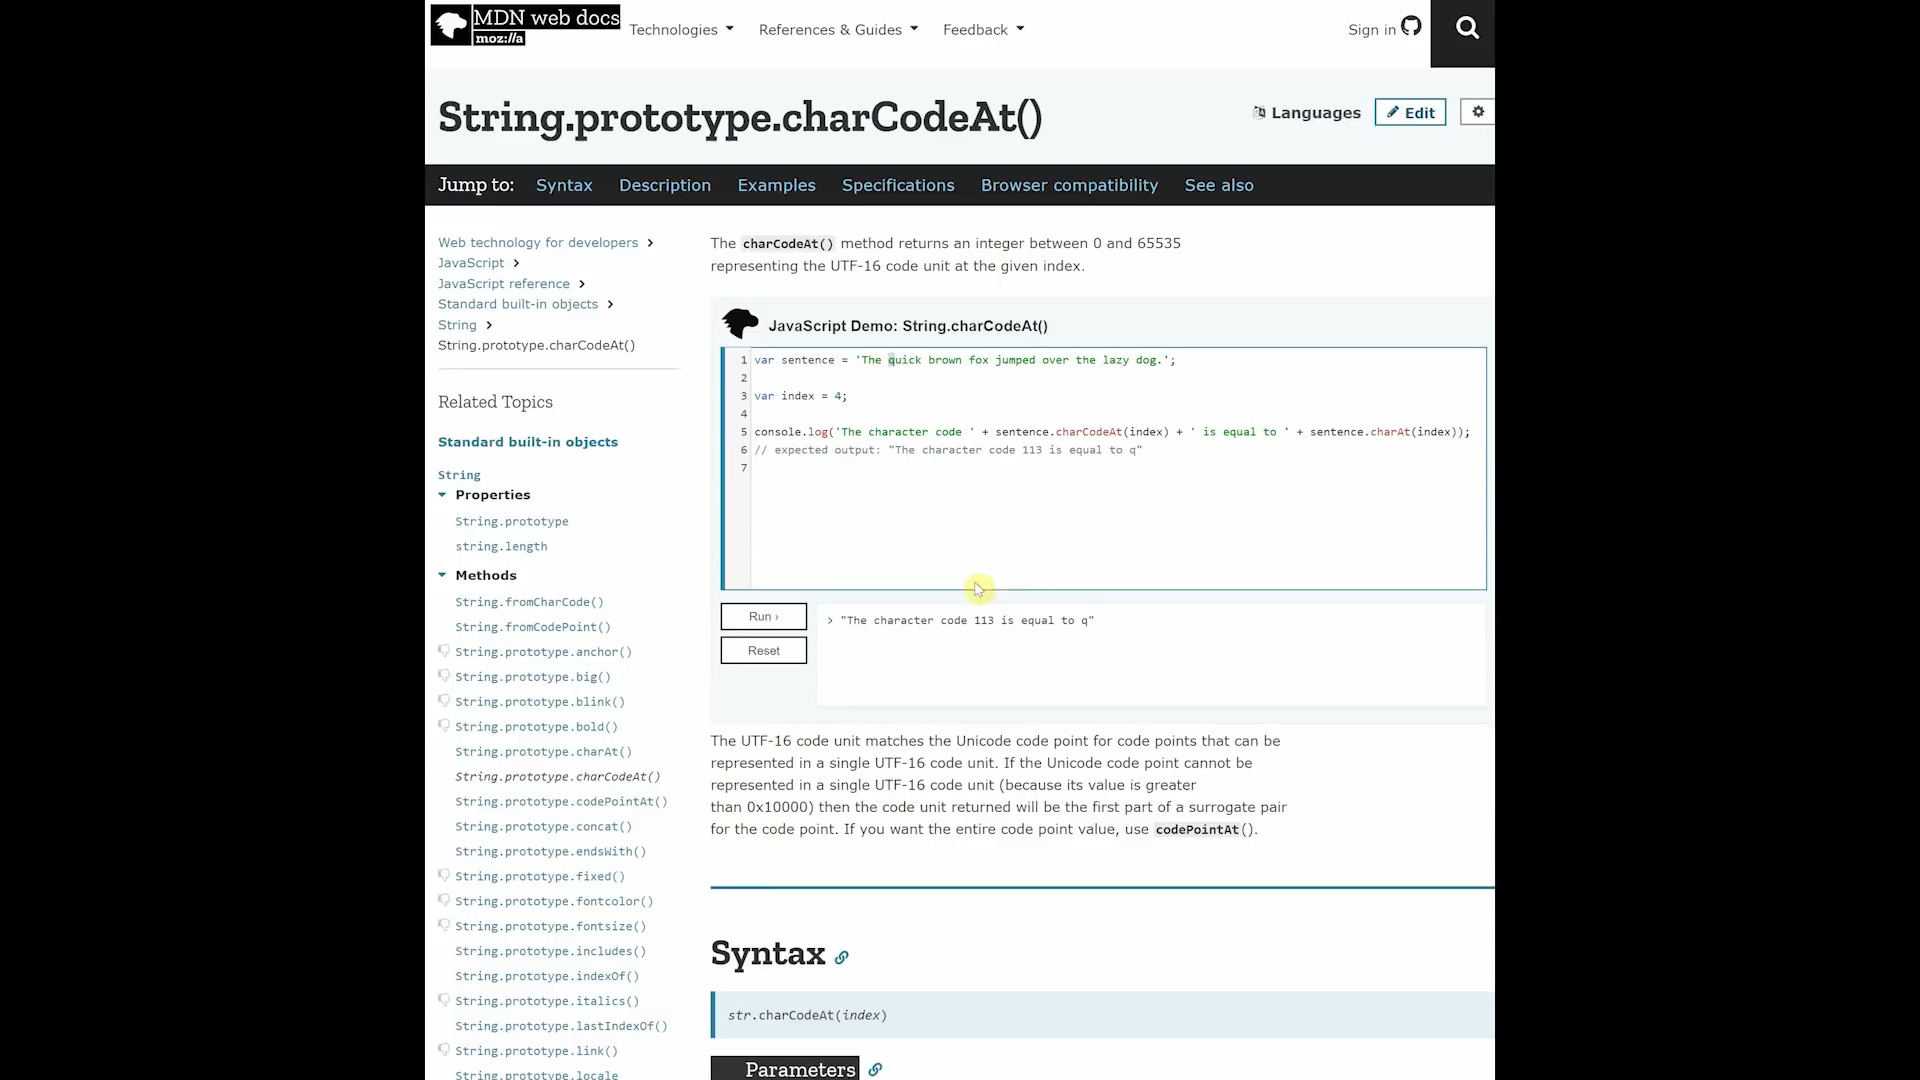 MDN web docs
moz://a
Technologies
References & Guides
Feedback
Sign in
String.prototype.charCodeAt()
Languages
Edit
Jump to:
Syntax
Description
Examples
Specifications
Browser compatibility
See also
Web technology for developers
JavaScript
JavaScript reference
Standard built-in objects
String
String.prototype.charCodeAt()
Related Topics
Standard built-in objects
String
Properties
String.prototype
string.length
Methods
String.fromCharCode()
String.fromCodePoint()
String.prototype.anchor()
String.prototype.big()
String.prototype.blink()
String.prototype.bold()
String.prototype.charAt()
String.prototype.charCodeAt()
String.prototype.codePointAt()
String.prototype.concat()
String.prototype.endsWith()
String.prototype.fixed()
String.prototype.fontcolor()
String.prototype.fontsize()
String.prototype.includes()
String.prototype.indexOf()
String.prototype.italics()
String.prototype.lastIndexOf()
String.prototype.link()
String.prototype.locale
The charCodeAt() method returns an integer between 0 and 65535
representing the UTF-16 code unit at the given index.
JavaScript Demo: String.charCodeAt()
1 var sentence = 'The quick brown fox jumped over the lazy dog.';
2
3 var index = 4;
4
5 console.log('The character code ' + sentence.charCodeAt(index) + ' is equal to ' + sentence.charAt(index));
6 // expected output: "The character code 113 is equal to q"
7
Run ›
Reset
> "The character code 113 is equal to q"
The UTF-16 code unit matches the Unicode code point for code points that can be
represented in a single UTF-16 code unit. If the Unicode code point cannot be
represented in a single UTF-16 code unit (because its value is greater
than 0x10000) then the code unit returned will be the first part of a surrogate pair
for the code point. If you want the entire code point value, use codePointAt().
Syntax
str.charCodeAt(index)
Parameters